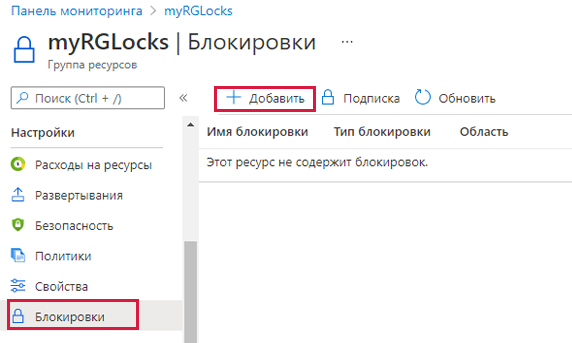 Панель мониторинга > myRGLocks
myRGLocks | Блокировки ...
Группа ресурсов
Поиск (Ctrl + /) «
+ Добавить Подписка Обновить
Настройки
Имя блокировки Тип блокировки Область
Этот ресурс не содержит блокировок.
Расходы на ресурсы
Развертывания
Безопасность
Политики
Свойства
Блокировки